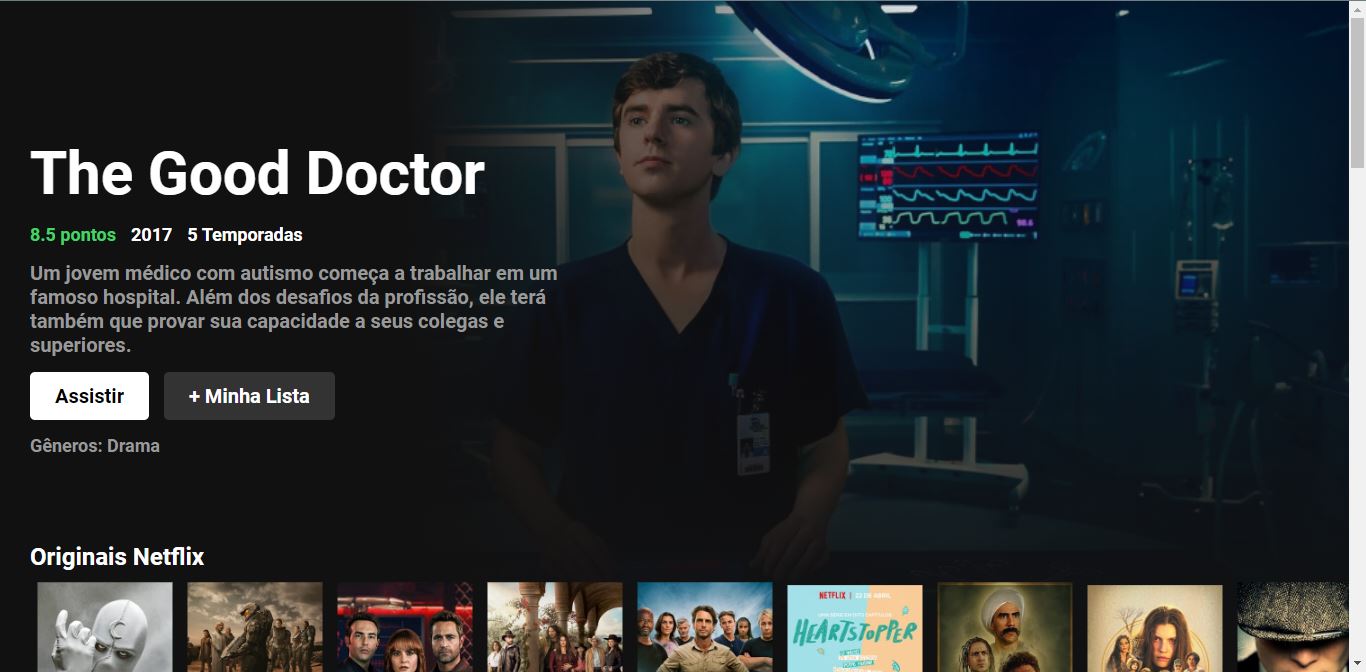 The Good Doctor
8.5 pontos 2017 5 Temporadas
Um jovem médico com autismo começa a trabalhar em um
famoso hospital. Além dos desafios da profissão, ele terá
também que provar sua capacidade a seus colegas e
superiores.
Assistir
+ Minha Lista
Gêneros: Drama
Originais Netflix
NETFLIX | 22 DE ABRIL
HEARTSTOPPER